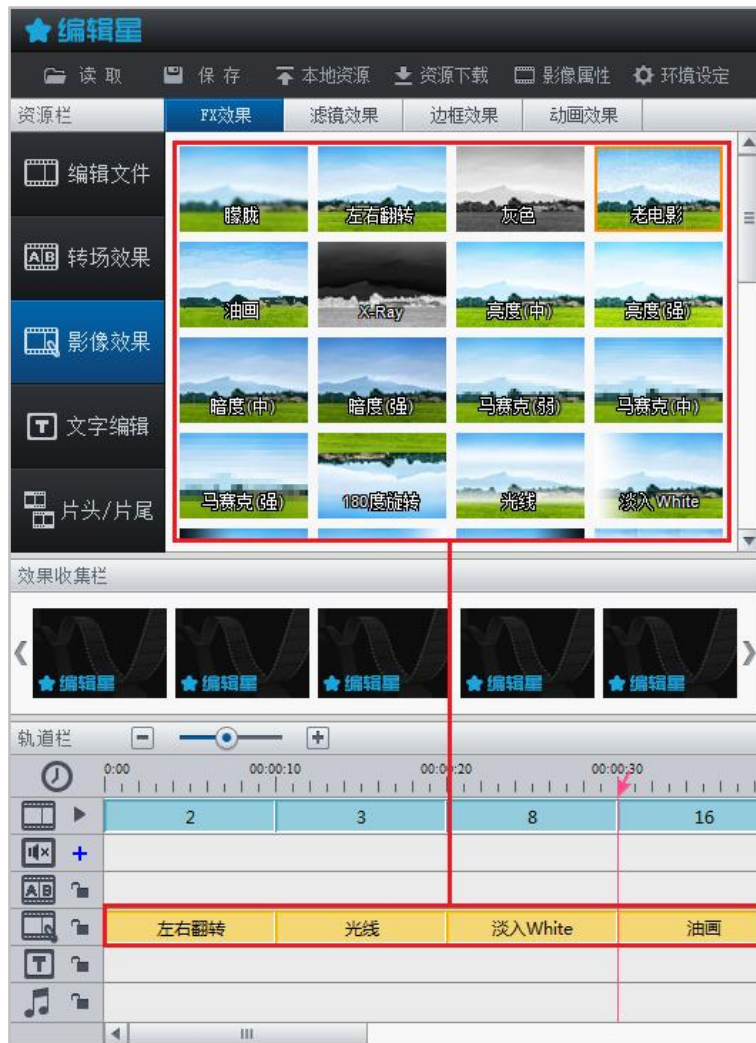 编辑星
读取 保存 本地资源 资源下载 影像属性 环境设定
资源栏 FX效果 滤镜效果 边框效果 动画效果
编辑文件
转场效果
影像效果
文字编辑
片头/片尾
朦胧 左右翻转 灰色 老电影
油画 X-Ray 亮度(中) 亮度(强)
暗度(中) 暗度(强) 马赛克(弱) 马赛克(中)
马赛克(强) 180度旋转 光线 淡入 White
效果收集栏
编辑星 编辑星 编辑星 编辑星 编辑星
轨道栏
0:00 00:00:10 00:00:20 00:00:30
2 3 8 16
AB
左右翻转 光线 淡入White 油画
T